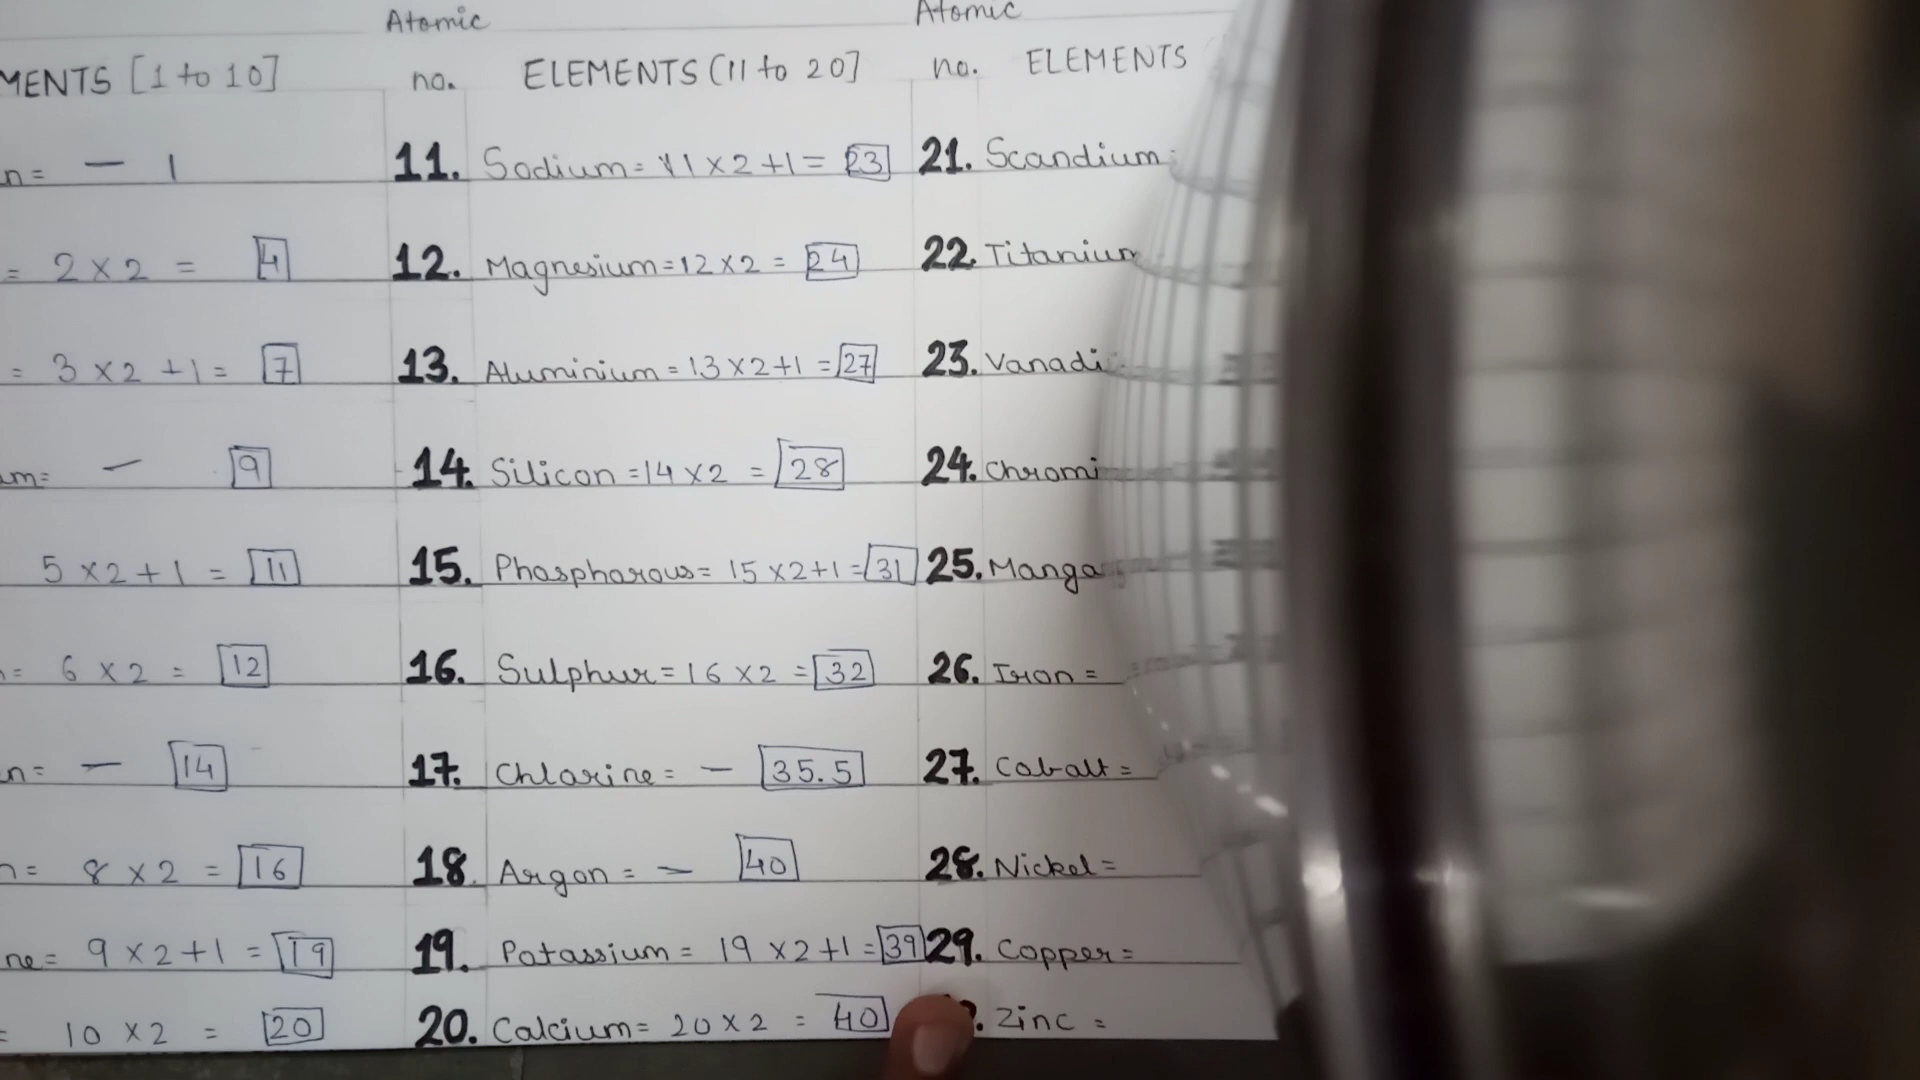 Atomic Atomic
MENTS [1 to 10] no. ELEMENTS (11 to 20] no. ELEMENTS
n= — 1 11. Sodium= 11 x 2 +1 = 23 21. Scandium
= 2 x 2 = 4 12. Magnesium=12 x 2 = 24 22. Titanium
= 3 x 2 +1= 7 13. Aluminium = 13 x 2+1 = 27 23. Vanadi
um= — 9 14. Silicon =14 x 2 = 28 24. Chromi
5 x 2 + 1 = 11 15. Phosphorous= 15 x 2+1 = 31 25. Manga
n= 6 x 2 = 12 16. Sulphur= 16 x 2 = 32 26. Iron =
n= — 14 17. Chlorine= — 35.5 27. Cobalt =
n= 8 x 2 = 16 18. Argon = — 40 28. Nickel=
ne= 9 x 2+1 = 19 19. Potassium = 19 x 2+1 = 39 29. Copper=
= 10 x 2 = 20 20. Calcium= 20 x 2 = 40 . Zinc =